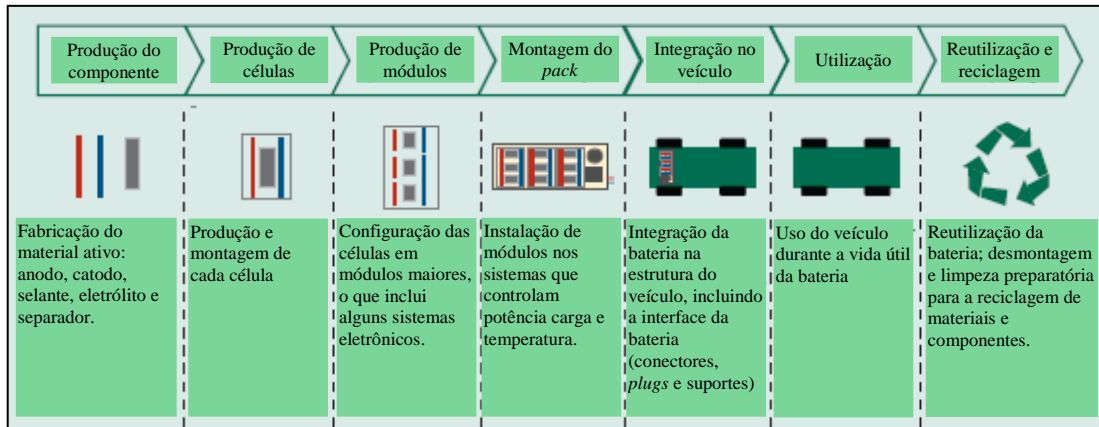 Produção do
componente
Produção de
células
Produção de
módulos
Montagem do
pack
Integração no
veículo
Utilização
Reutilização e
reciclagem
Fabricação do
material ativo:
anodo, catodo,
selante, eletrólito e
separador.
Produção e
montagem de
cada célula
Configuração das
células em
módulos maiores,
o que inclui
alguns sistemas
eletrônicos.
Instalação de
módulos nos
sistemas que
controlam
potência carga e
temperatura.
Integração da
bateria na
estrutura do
veículo, incluindo
a interface da
bateria
(conectores,
plugs e suportes)
Uso do veículo
durante a vida útil
da bateria
Reutilização da
bateria; desmontagem
e limpeza preparatória
para a reciclagem de
materiais e
componentes.